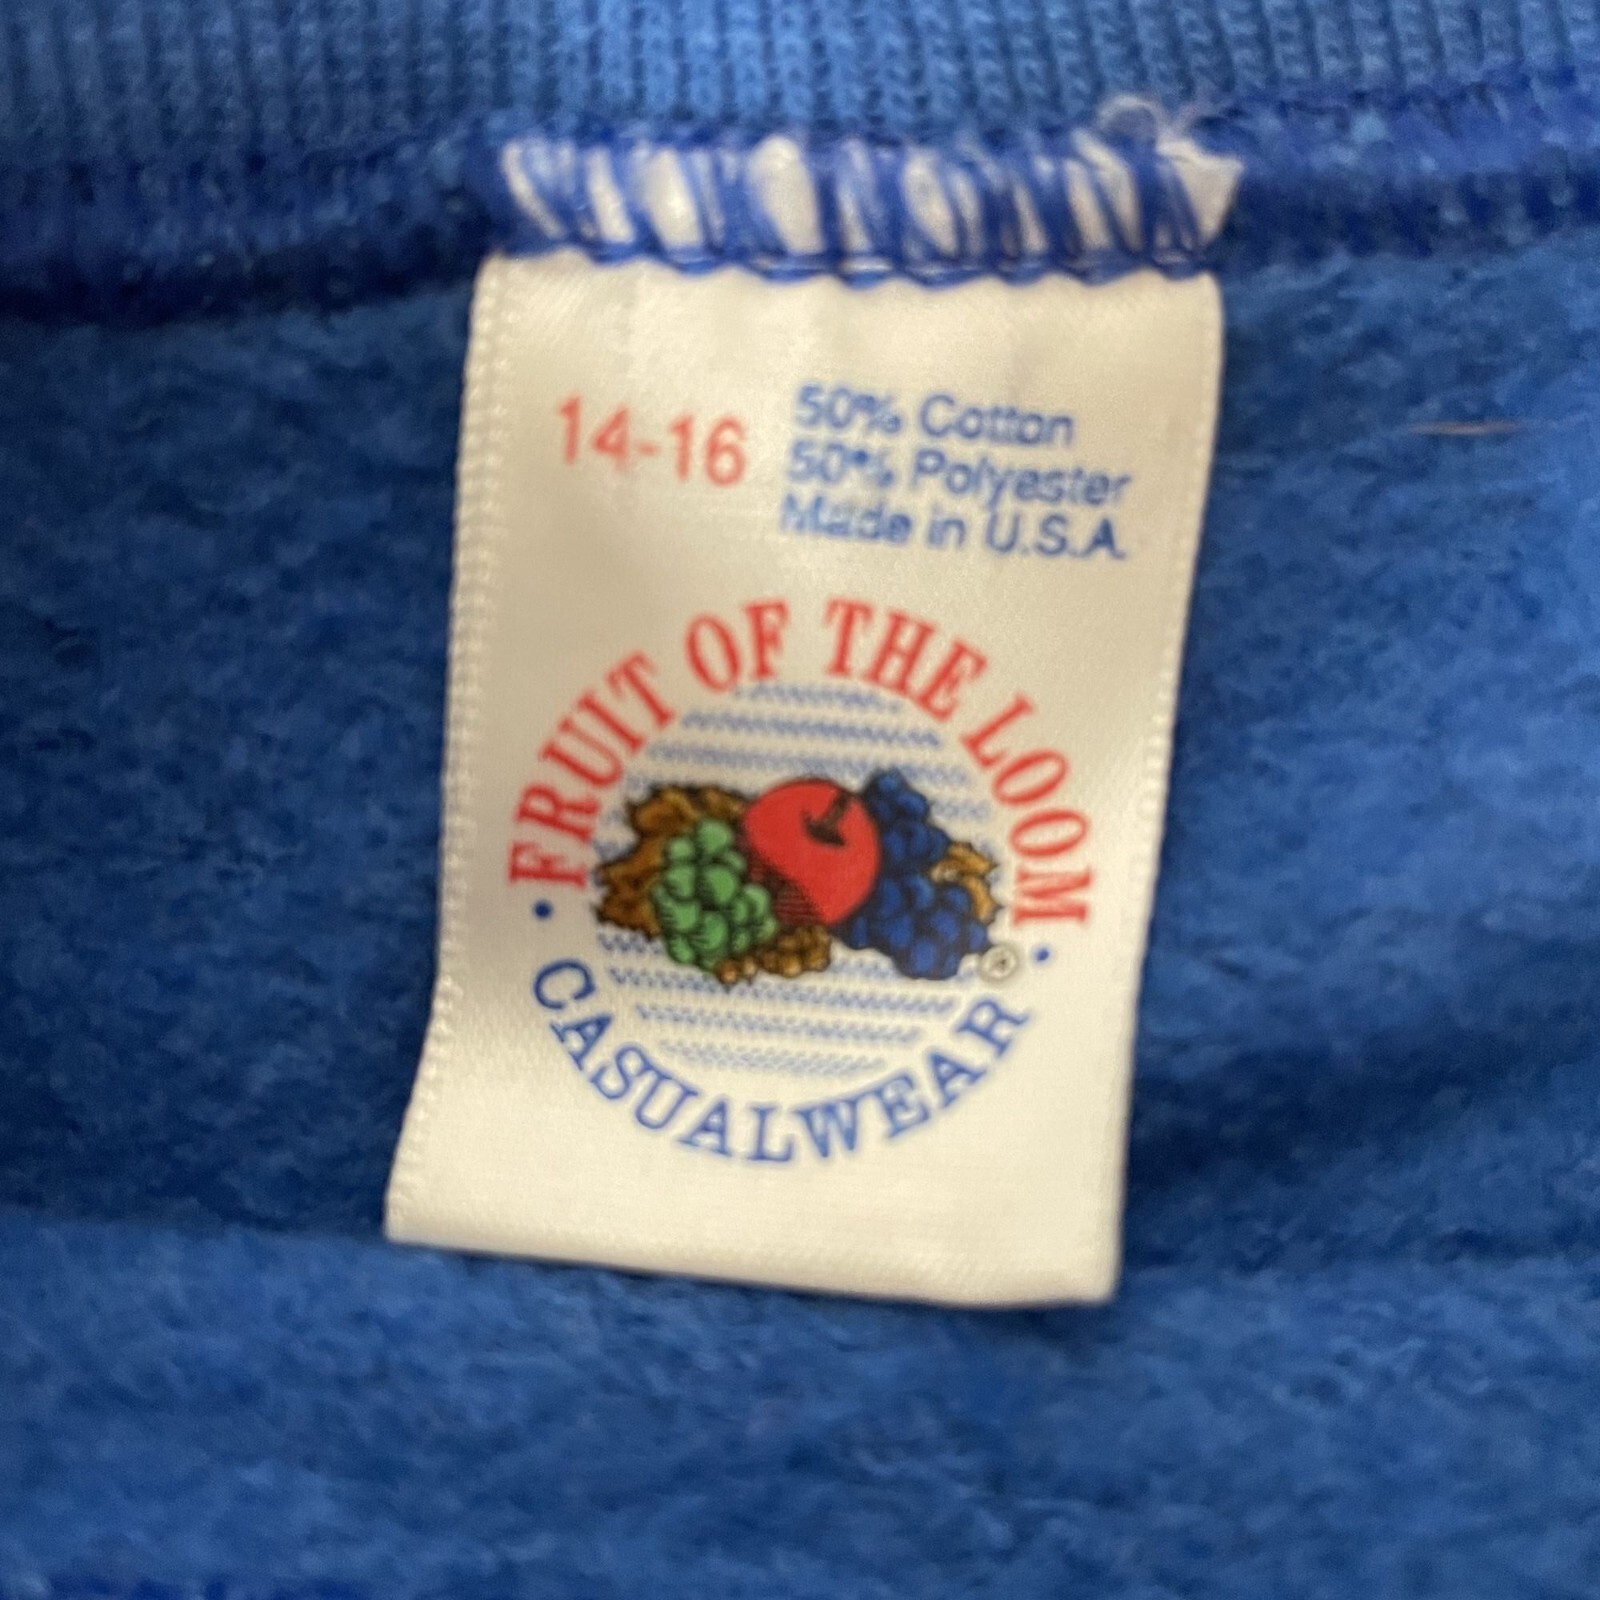 14-16
50% Cotton
50% Polyester
Made in U.S.A.
FRUIT OF THE LOOM
®
CASUALWEAR